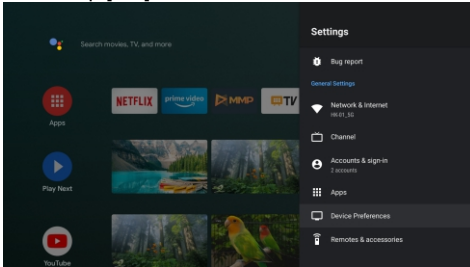 Settings
Search movies, TV, and more
Bug report
General Settings
NETFLIX
prime video
MMP
TV
Network & Internet
Apps
Channel
Accounts & sign-in
2 accounts
Play Next
Apps
Device Preferences
YouTube
Remotes & accessories